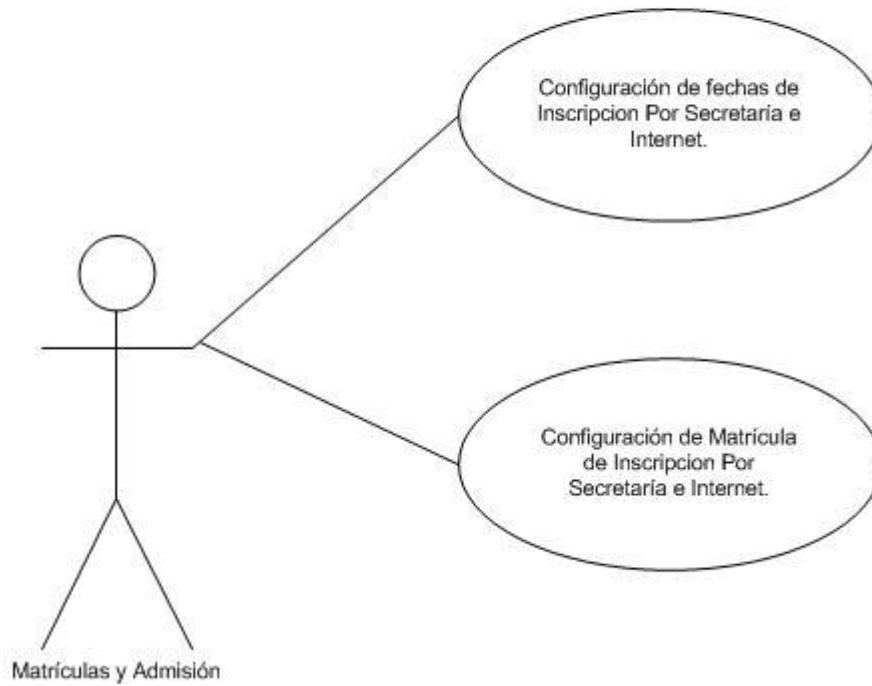 Configuración de fechas de
Inscripcion Por Secretaría e
Internet.
Configuración de Matrícula
de Inscripcion Por
Secretaría e Internet.
Matrículas y Admisión